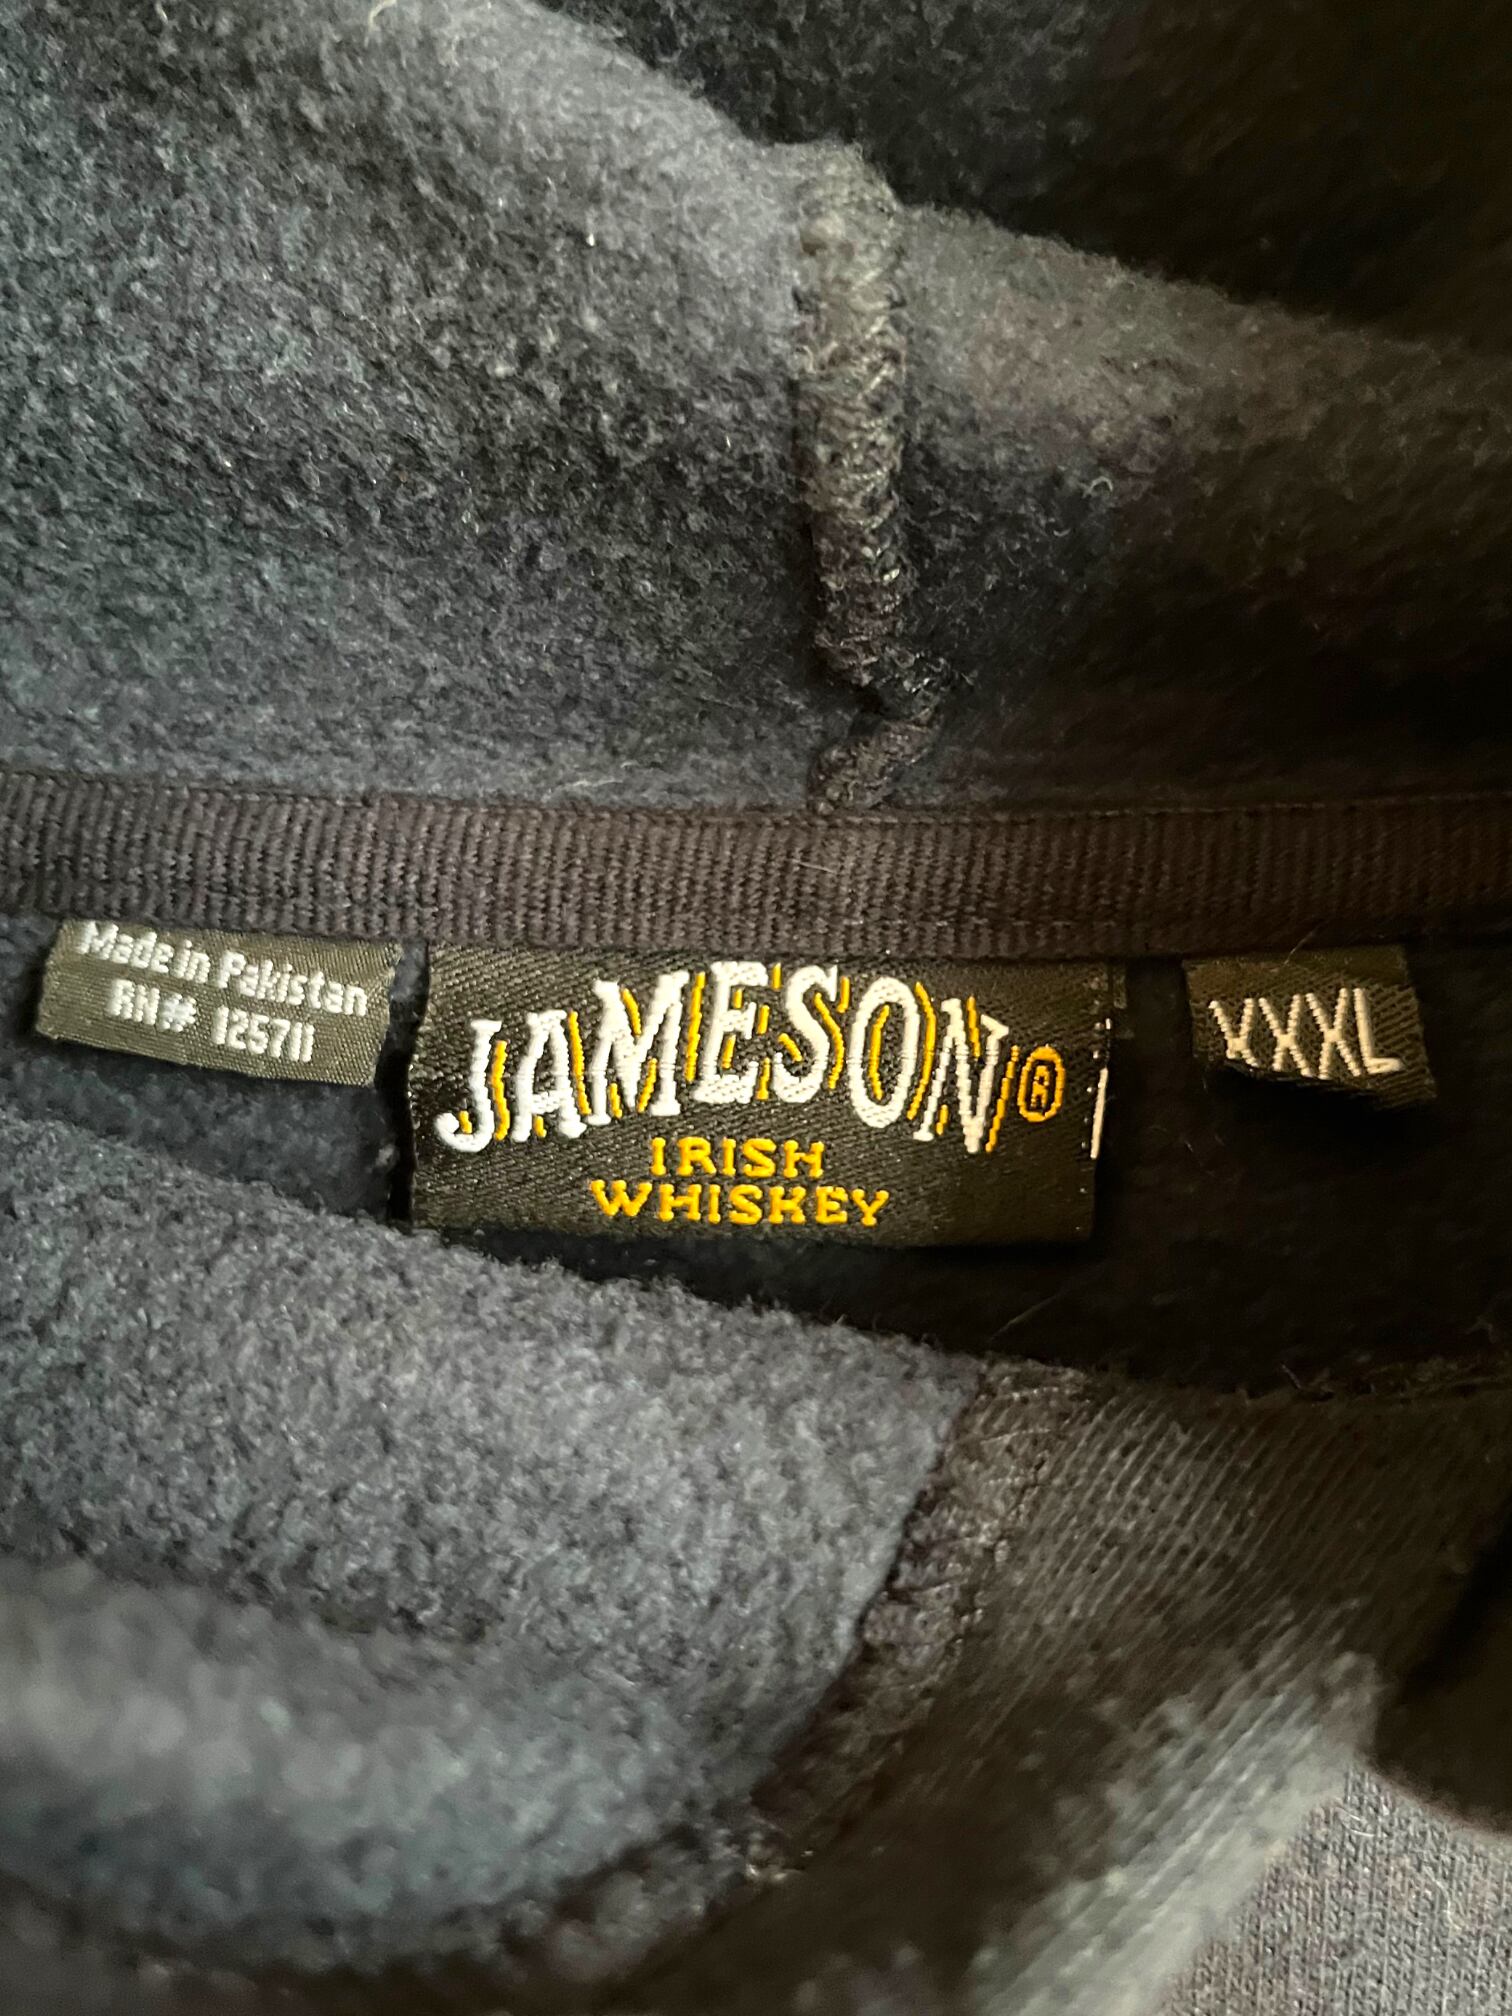 Made in Pakistan
RN# 125711
JAMESON®
IRISH
WHISKEY
XXXL